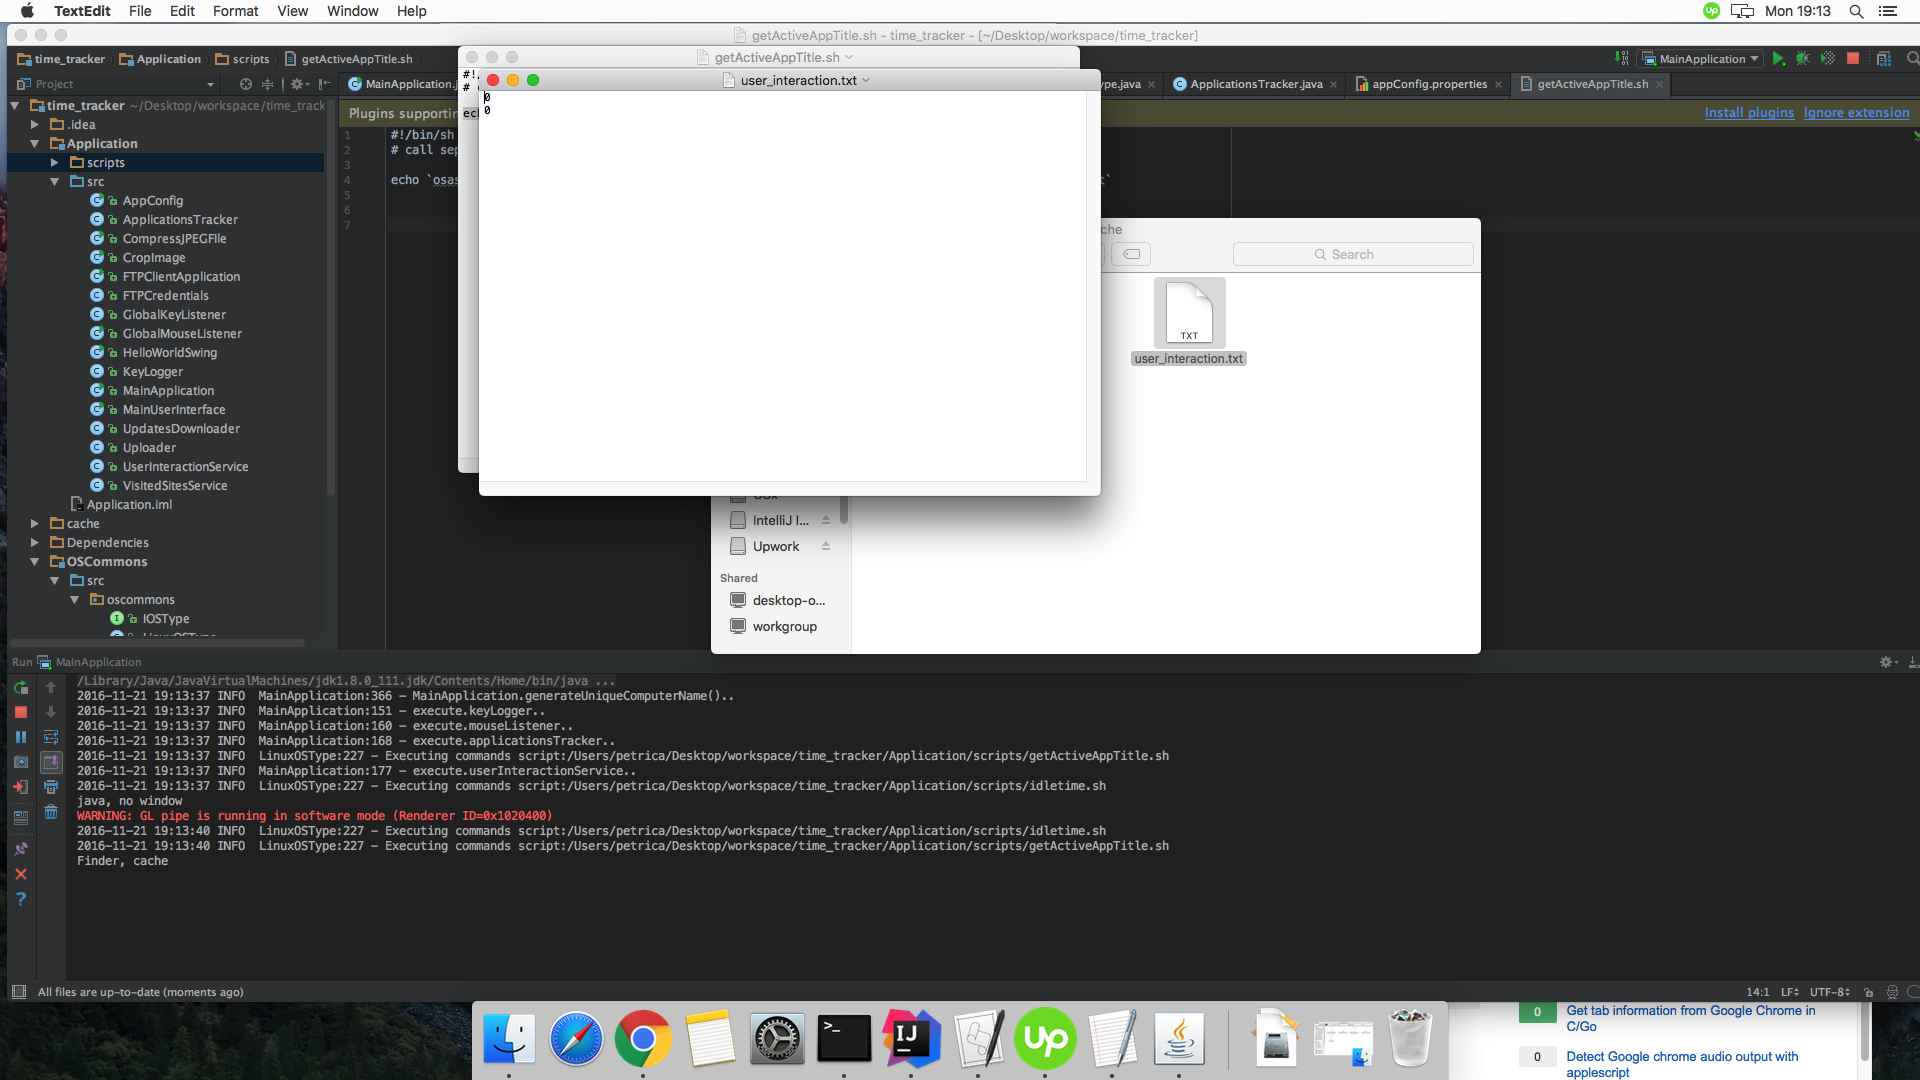 TextEdit File Edit Format View Window Help
up Mon 19:13
getActiveAppTitle.sh - time_tracker - [~/Desktop/workspace/time_tracker]
time_tracker Application scripts getActiveAppTitle.sh
MainApplication
getActiveAppTitle.sh
Project
MainApplication.j
ype.java ApplicationsTracker.java appConfig.properties getActiveAppTitle.sh
user_interaction.txt
0
0
#!
#
ech
Plugins supportin
Install plugins Ignore extension
1 #!/bin/sh
2 # call sep
3
4 echo `osas
t`
5
6
7
time_tracker ~/Desktop/workspace/time_track
.idea
Application
scripts
src
AppConfig
ApplicationsTracker
CompressJPEGFIle
CropImage
FTPClientApplication
FTPCredentials
GlobalKeyListener
GlobalMouseListener
HelloWorldSwing
KeyLogger
MainApplication
MainUserInterface
UpdatesDownloader
Uploader
UserInteractionService
VisitedSitesService
Application.iml
cache
Dependencies
OSCommons
src
oscommons
IOSType
LinuxOSType
che
Search
TXT
user_interaction.txt
IntelliJ I...
Upwork
Shared
desktop-o...
workgroup
Run MainApplication
/Library/Java/JavaVirtualMachines/jdk1.8.0_111.jdk/Contents/Home/bin/java ...
2016-11-21 19:13:37 INFO MainApplication:366 - MainApplication.generateUniqueComputerName()..
2016-11-21 19:13:37 INFO MainApplication:151 - execute.keyLogger..
2016-11-21 19:13:37 INFO MainApplication:160 - execute.mouseListener..
2016-11-21 19:13:37 INFO MainApplication:168 - execute.applicationsTracker..
2016-11-21 19:13:37 INFO LinuxOSType:227 - Executing commands script:/Users/petrica/Desktop/workspace/time_tracker/Application/scripts/getActiveAppTitle.sh
2016-11-21 19:13:37 INFO MainApplication:177 - execute.userInteractionService..
2016-11-21 19:13:37 INFO LinuxOSType:227 - Executing commands script:/Users/petrica/Desktop/workspace/time_tracker/Application/scripts/idletime.sh
java, no window
WARNING: GL pipe is running in software mode (Renderer ID=0x1020400)
2016-11-21 19:13:40 INFO LinuxOSType:227 - Executing commands script:/Users/petrica/Desktop/workspace/time_tracker/Application/scripts/idletime.sh
2016-11-21 19:13:40 INFO LinuxOSType:227 - Executing commands script:/Users/petrica/Desktop/workspace/time_tracker/Application/scripts/getActiveAppTitle.sh
Finder, cache
All files are up-to-date (moments ago)
14:1 LF UTF-8
>_
IJ
up
0 Get tab information from Google Chrome in
C/Go
0 Detect Google chrome audio output with
applescript